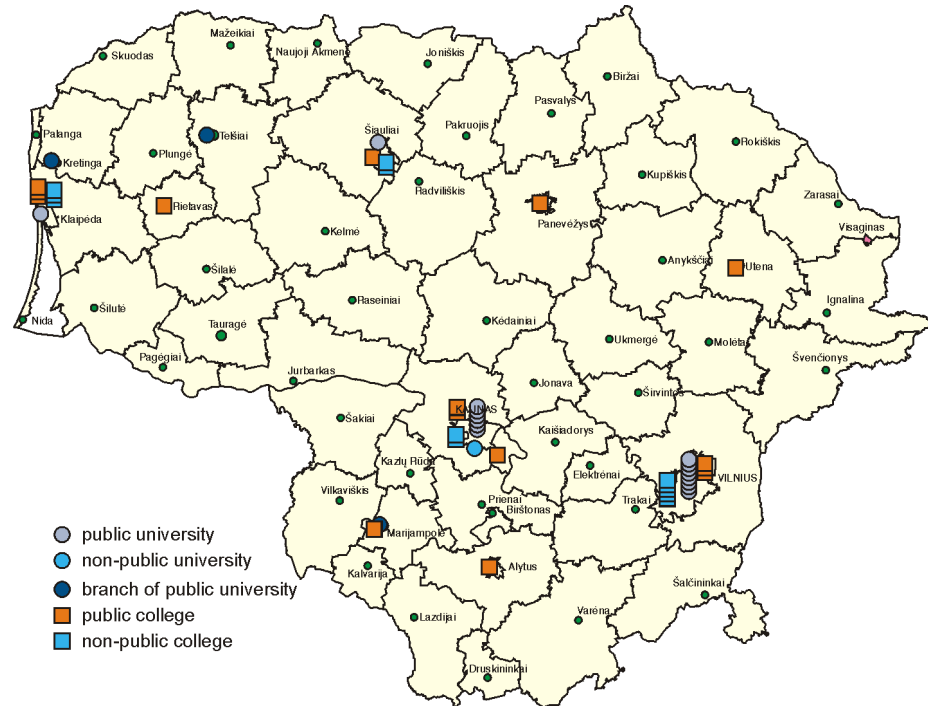 Mažeikiai
Naujoji Akmenė
Skuodas
Joniškis
Biržai
Pasvalys
Palanga
Telšiai
Šiauliai
Pakruojis
Rokiškis
Kretinga
Plungė
Kupiškis
Radviliškis
Zarasai
Rietavas
Klaipėda
Panevėžys
Visaginas
Kelmė
Anykščiai
Utena
Šilalė
Raseiniai
Ignalina
Šilutė
Nida
Tauragė
Kėdainiai
Ukmergė
Molėtai
Pagėgiai
Švenčionys
Jurbarkas
Jonava
Širvintos
Šakiai
KAUNAS
Kaišiadorys
Kazlų Rūda
Elektrėnai
VILNIUS
Vilkaviškis
Prienai
Birštonas
Trakai
Marijampolė
Kalvarija
Alytus
Šalčininkai
Lazdijai
Varėna
Druskininkai
public university
non-public university
branch of public university
public college
non-public college